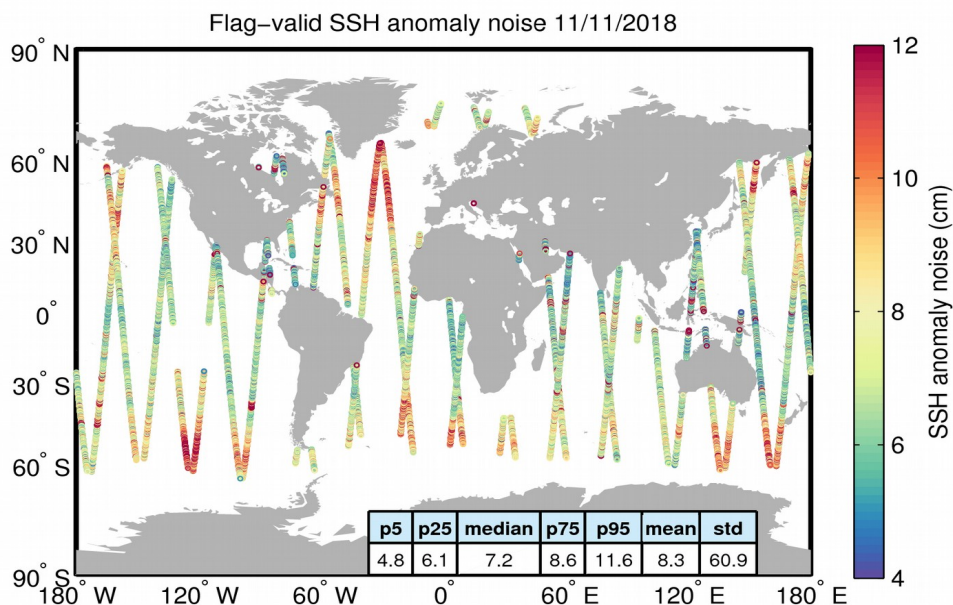 Flag−valid SSH anomaly noise 11/11/2018
90° N
60° N
30° N
0°
30° S
60° S
90° S
180° W 120° W 60° W 0° 60° E 120° E 180° E
p5 p25 median p75 p95 mean std
4.8 6.1 7.2 8.6 11.6 8.3 60.9
12
10
8
6
4
SSH anomaly noise (cm)